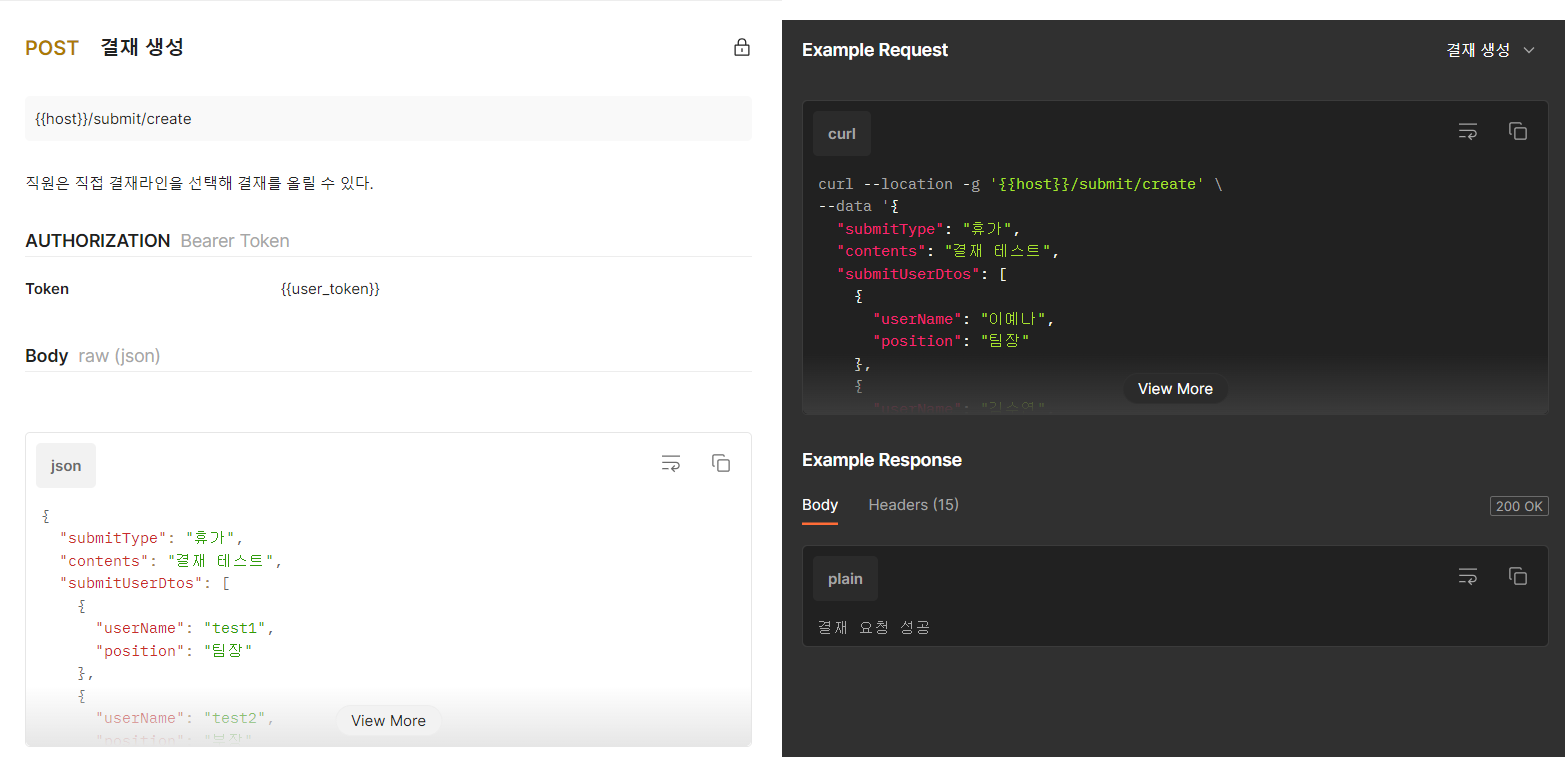 POST 결재 생성
{{host}}/submit/create
직원은 직접 결재라인을 선택해 결재를 올릴 수 있다.
AUTHORIZATION Bearer Token
Token {{user_token}}
Body raw (json)
json
{
"submitType": "휴가",
"contents": "결재 테스트",
"submitUserDtos": [
{
"userName": "test1",
"position": "팀장"
},
{
"userName": "test2",
"position": "부장"
View More
Example Request 결재 생성
curl
curl --location -g '{{host}}/submit/create' \
--data '{
"submitType": "휴가",
"contents": "결재 테스트",
"submitUserDtos": [
{
"userName": "이예나",
"position": "팀장"
},
{
"userName":
View More
Example Response
Body Headers (15) 200 OK
plain
결재 요청 성공